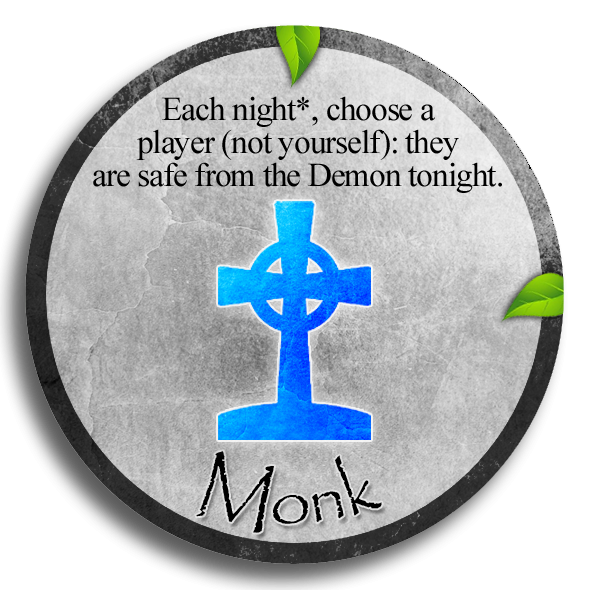 Each night*, choose a
player (not yourself): they
are safe from the Demon tonight.
Monk